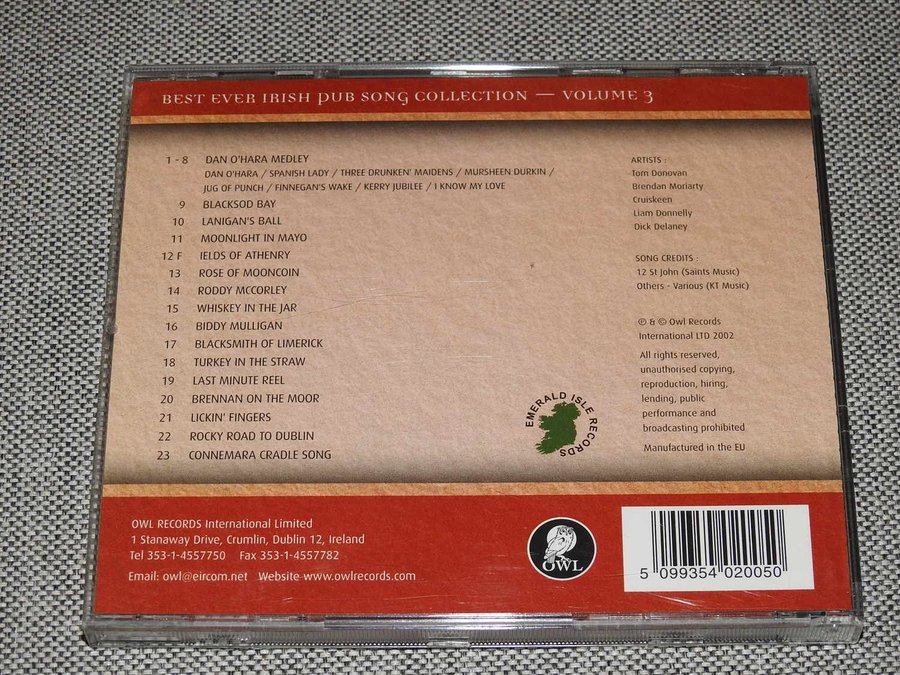 BEST EVER IRISH PUB SONG COLLECTION — VOLUME 3
1 - 8 DAN O'HARA MEDLEY
DAN O'HARA / SPANISH LADY / THREE DRUNKEN' MAIDENS / MURSHEEN DURKIN /
JUG OF PUNCH / FINNEGAN'S WAKE / KERRY JUBILEE / I KNOW MY LOVE
9 BLACKSOD BAY
10 LANIGAN'S BALL
11 MOONLIGHT IN MAYO
12 F IELDS OF ATHENRY
13 ROSE OF MOONCOIN
14 RODDY MCCORLEY
15 WHISKEY IN THE JAR
16 BIDDY MULLIGAN
17 BLACKSMITH OF LIMERICK
18 TURKEY IN THE STRAW
19 LAST MINUTE REEL
20 BRENNAN ON THE MOOR
21 LICKIN' FINGERS
22 ROCKY ROAD TO DUBLIN
23 CONNEMARA CRADLE SONG
ARTISTS :
Tom Donovan
Brendan Moriarty
Cruiskeen
Liam Donnelly
Dick Delaney
SONG CREDITS :
12 St John (Saints Music)
Others - Various (KT Music)
℗ & © Owl Records
International LTD 2002
All rights reserved,
unauthorised copying,
reproduction, hiring,
lending, public
performance and
broadcasting prohibited
Manufactured in the EU
EMERALD ISLE RECORDS
OWL RECORDS International Limited
1 Stanaway Drive, Crumlin, Dublin 12, Ireland
Tel 353-1-4557750 Fax 353-1-4557782
Email: owl@eircom.net Website www.owlrecords.com
OWL
5 099354 020050